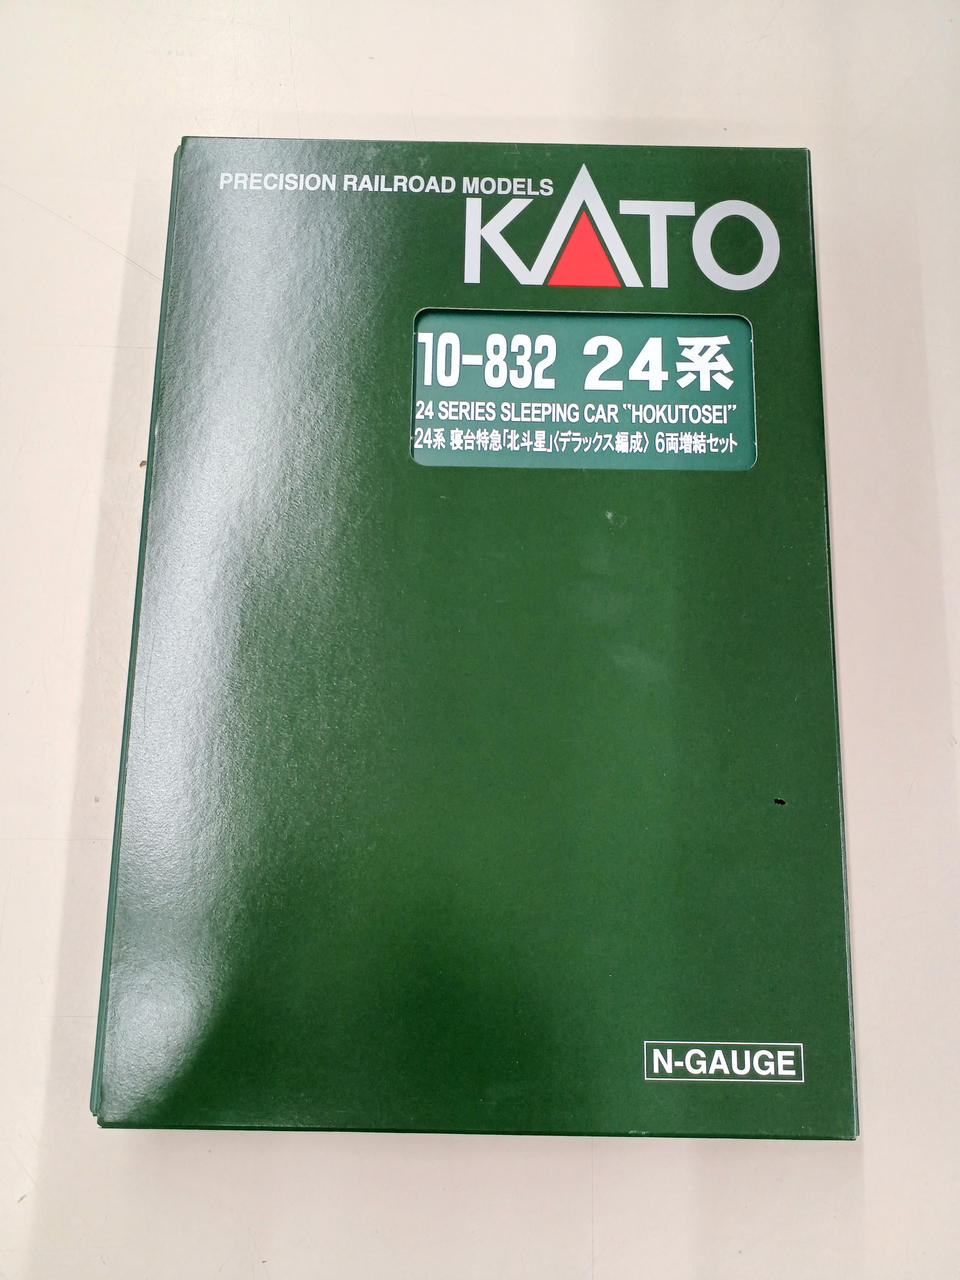 PRECISION RAILROAD MODELS
KATO
10-832 24系
24 SERIES SLEEPING CAR "HOKUTOSEI"
24系 寝台特急「北斗星」〈デラックス編成〉 6両増結セット
N-GAUGE